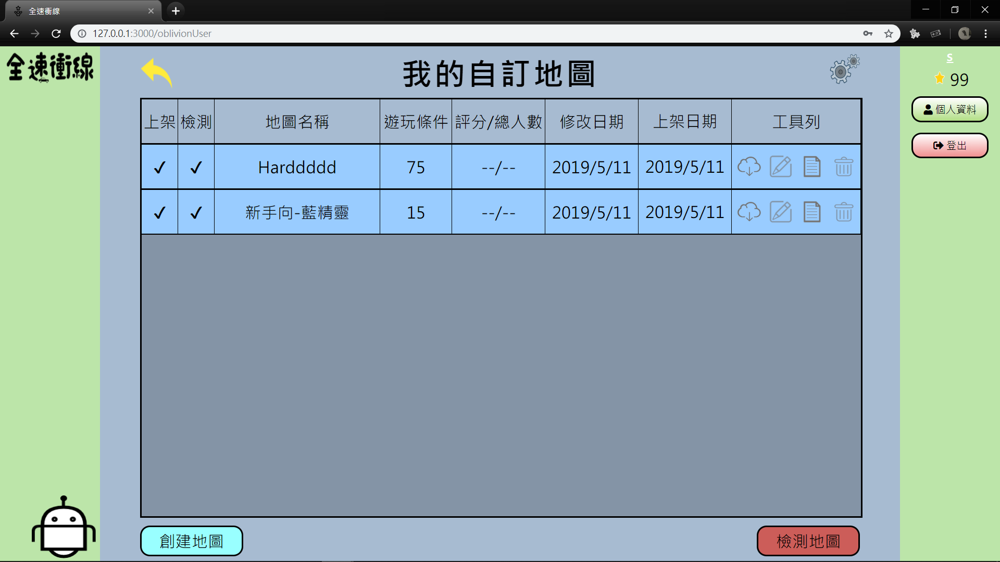 全速衝線
127.0.0.1:3000/oblivionUser
全速衝線
我的自訂地圖
S
99
個人資料
登出
上架 檢測 地圖名稱 遊玩條件 評分/總人數 修改日期 上架日期 工具列
✓ ✓ Harddddd 75 --/-- 2019/5/11 2019/5/11
✓ ✓ 新手向-藍精靈 15 --/-- 2019/5/11 2019/5/11
創建地圖
檢測地圖